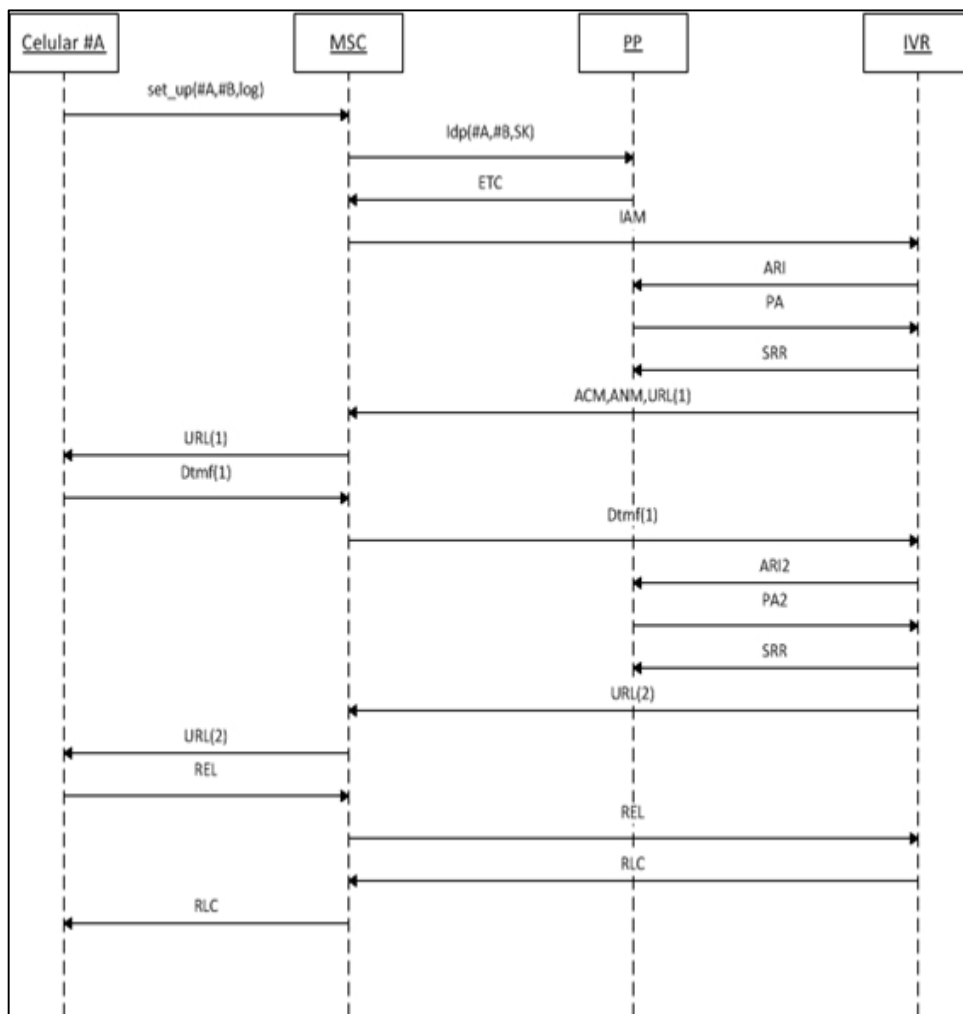 Celular #A
MSC
PP
IVR
set_up(#A,#B,log)
Idp(#A,#B,SK)
ETC
IAM
ARI
PA
SRR
ACM,ANM,URL(1)
URL(1)
Dtmf(1)
Dtmf(1)
ARI2
PA2
SRR
URL(2)
URL(2)
REL
REL
RLC
RLC